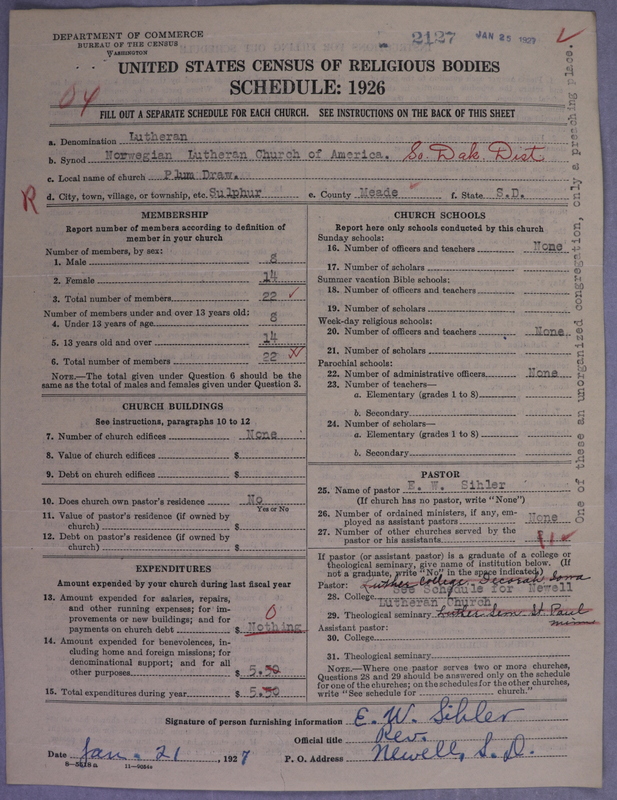 DEPARTMENT OF COMMERCE
BUREAU OF THE CENSUS
WASHINGTON
2127 JAN 25 1927
UNITED STATES CENSUS OF RELIGIOUS BODIES
SCHEDULE: 1926
04
FILL OUT A SEPARATE SCHEDULE FOR EACH CHURCH. SEE INSTRUCTIONS ON THE BACK OF THIS SHEET
a. Denomination Lutheran
b. Synod Norwegian Lutheran Church of America. So. Dak. Dist
c. Local name of church Plum Draw.
R
d. City, town, village, or township, etc. Sulphur e. County Meade f. State S.D.
MEMBERSHIP
Report number of members according to definition of
member in your church
Number of members, by sex:
1. Male 8
2. Female 14
3. Total number of members 22
Number of members under and over 13 years old:
4. Under 13 years of age 8
5. 13 years old and over 14
6. Total number of members 22
NOTE.—The total given under Question 6 should be
same as the total of males and females given under Question 3.
CHURCH BUILDINGS
See instructions, paragraphs 10 to 12
7. Number of church edifices None
8. Value of church edifices $
9. Debt on church edifices $
10. Does church own pastor's residence No
Yes or No
11. Value of pastor's residence (if owned by
church) $
12. Debt on pastor's residence (if owned by
church) $
EXPENDITURES
Amount expended by your church during last fiscal year
13. Amount expended for salaries, repairs,
and other running expenses; for im-
provements or new buildings; and for
payments on church debt $ Nothing 0
14. Amount expended for benevolences, in-
cluding home and foreign missions; for
denominational support; and for all
other purposes $ 5.50
15. Total expenditures during year $ 5.50
CHURCH SCHOOLS
Report here only schools conducted by this church
Sunday schools:
16. Number of officers and teachers None
17. Number of scholars
Summer vacation Bible schools:
18. Number of officers and teachers
19. Number of scholars
Week-day religious schools:
20. Number of officers and teachers None
21. Number of scholars
Parochial schools:
22. Number of administrative officers None
23. Number of teachers—
a. Elementary (grades 1 to 8)
b. Secondary
24. Number of scholars—
a. Elementary (grades 1 to 8)
b. Secondary
PASTOR
25. Name of pastor E. W. Sihler
(If church has no pastor, write "None")
26. Number of ordained ministers, if any, em-
ployed as assistant pastors None
27. Number of other churches served by the
pastor or his assistants
If pastor (or assistant pastor) is a graduate of a college or
theological seminary, give name of institution below. (If
not a graduate, write "No" in the space indicated.)
Pastor: Luther College Decorah Iowa
28. College See Schedule for Newell
Lutheran Church
29. Theological seminary Luther Sem. St. Paul
Minn
Assistant pastor:
30. College
31. Theological seminary
NOTE.—Where one pastor serves two or more churches,
Questions 28 and 29 should be answered only on the schedule
for one of the churches; on the schedules for the other churches,
write "See schedule for church."
One of these an unorganized congregation, only a preaching place.
Signature of person furnishing information E. W. Sihler
Official title Rev.
Date Jan. 21, 1927 P. O. Address Newell, S. D.
8—5518a 11—9034a